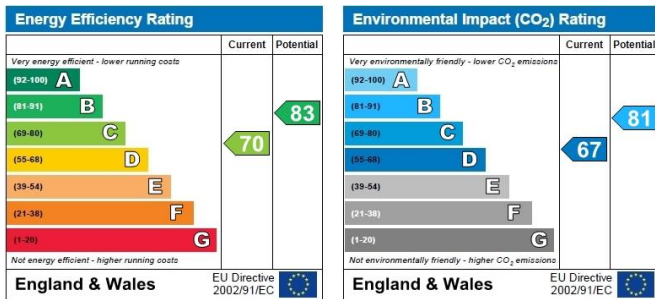 Energy Efficiency Rating
Current Potential
Very energy efficient - lower running costs
(92-100) A
(81-91) B
83
(69-80) C
70
(55-68) D
(39-54) E
(21-38) F
(1-20) G
Not energy efficient - higher running costs
England & Wales
EU Directive
2002/91/EC
Environmental Impact (CO₂) Rating
Current Potential
Very environmentally friendly - lower CO₂ emissions
(92-100) A
(81-91) B
81
(69-80) C
(55-68) D
67
(39-54) E
(21-38) F
(1-20) G
Not environmentally friendly - higher CO₂ emissions
England & Wales
EU Directive
2002/91/EC